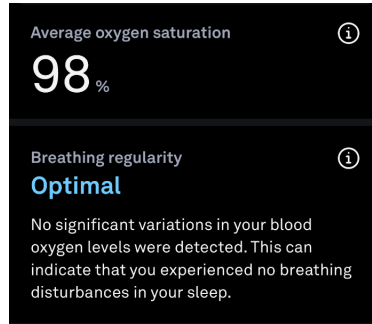 Average oxygen saturation
98 %
Breathing regularity
Optimal
No significant variations in your blood
oxygen levels were detected. This can
indicate that you experienced no breathing
disturbances in your sleep.